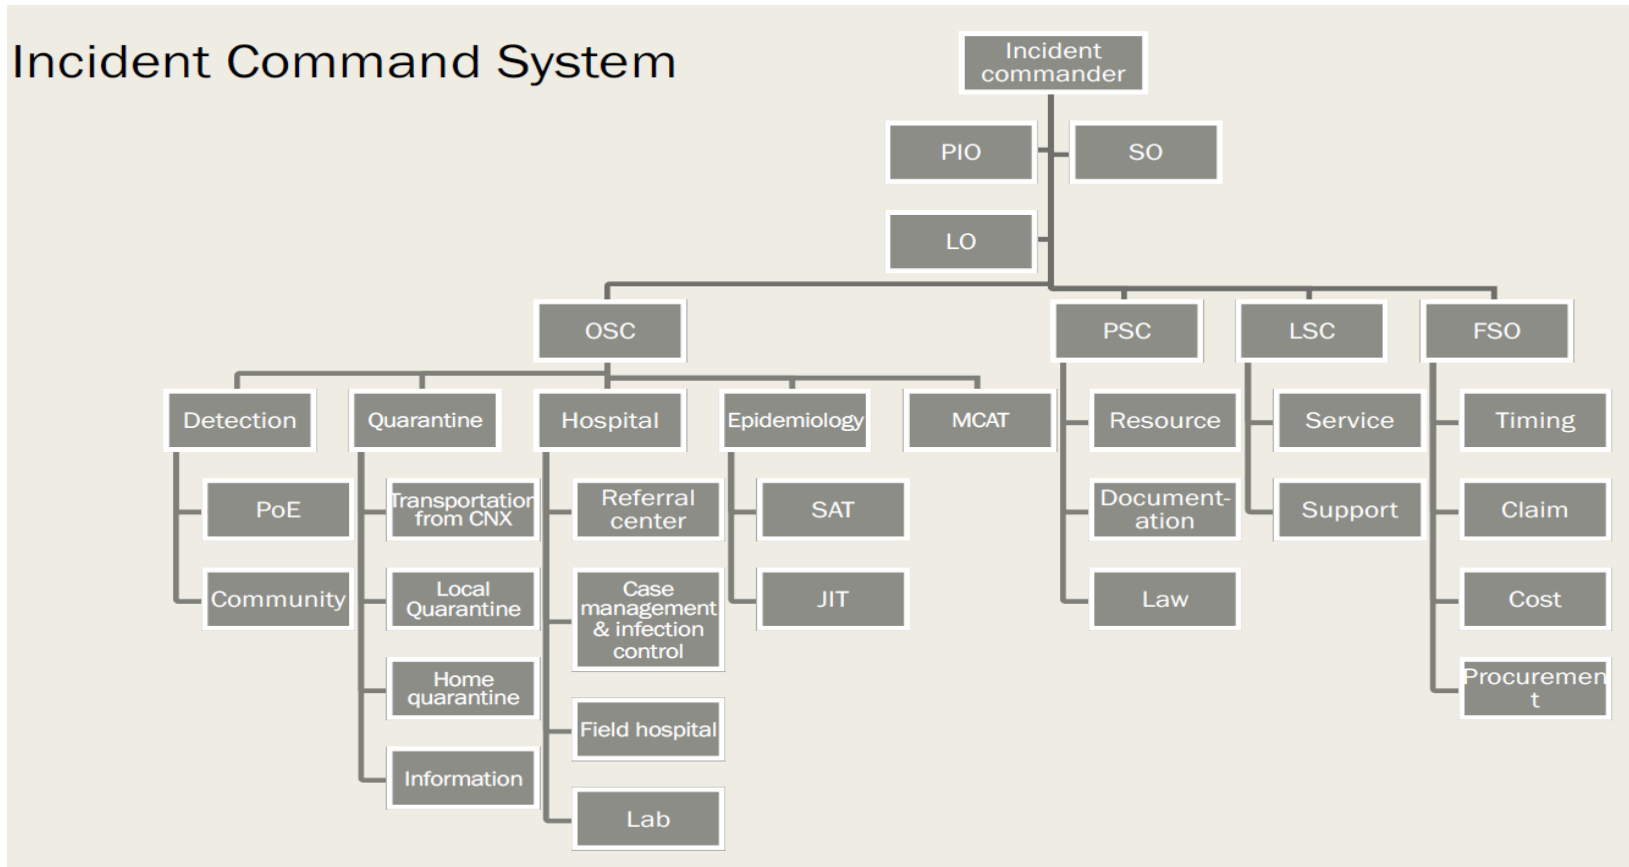 Incident Command System
Incident
commander
PIO
SO
LO
OSC
PSC
LSC
FSO
Detection
Quarantine
Hospital
Epidemiology
MCAT
Resource
Service
Timing
PoE
Transportation
from CNX
Referral
center
SAT
Document-
ation
Support
Claim
Community
Local
Quarantine
Case
management
& infection
control
JIT
Law
Cost
Home
quarantine
Field hospital
Procuremen
t
Information
Lab